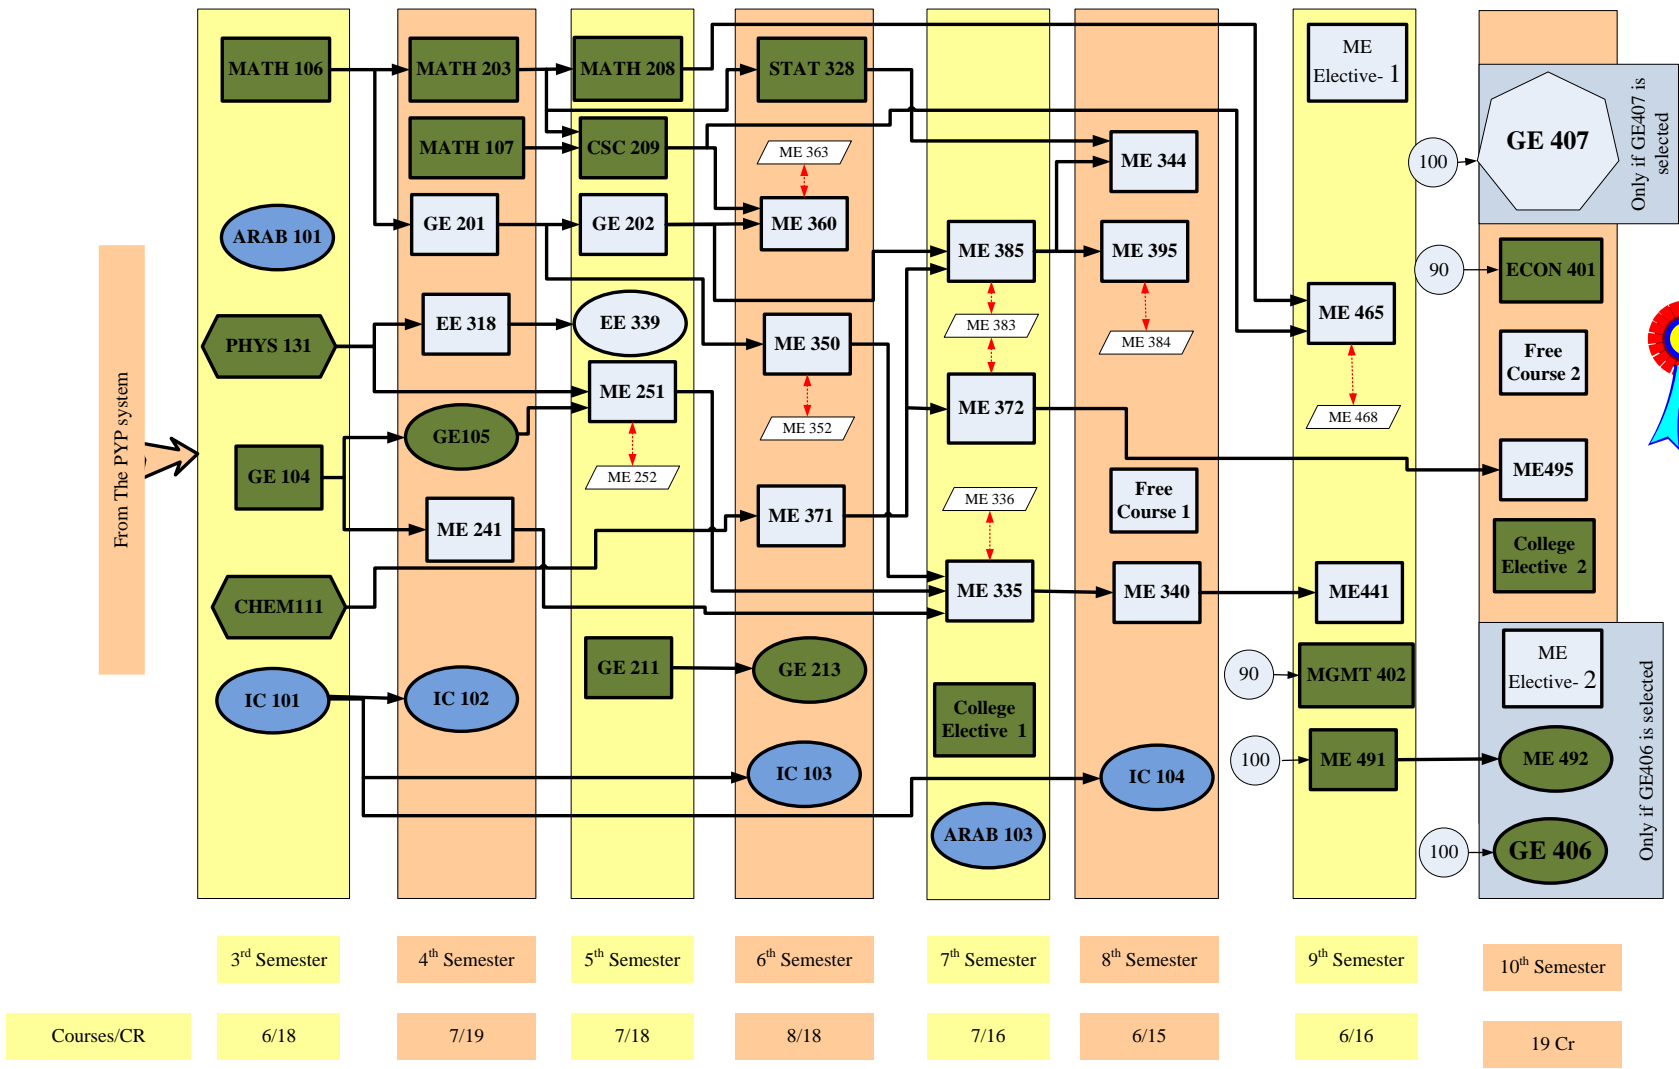 From The PYP system
MATH 106
ARAB 101
PHYS 131
GE 104
CHEM111
IC 101
MATH 203
MATH 107
GE 201
EE 318
GE105
ME 241
IC 102
MATH 208
CSC 209
GE 202
EE 339
ME 251
ME 252
GE 211
STAT 328
ME 363
ME 360
ME 350
ME 352
ME 371
GE 213
IC 103
ME 385
ME 383
ME 372
ME 336
ME 335
College
Elective 1
ARAB 103
ME 344
ME 395
ME 384
Free
Course 1
ME 340
IC 104
ME
Elective- 1
ME 465
ME 468
ME441
90
MGMT 402
100
ME 491
100
GE 407
Only if GE407 is
selected
90
ECON 401
Free
Course 2
ME495
College
Elective 2
ME
Elective- 2
ME 492
100
GE 406
Only if GE406 is selected
3rd Semester
4th Semester
5th Semester
6th Semester
7th Semester
8th Semester
9th Semester
10th Semester
Courses/CR
6/18
7/19
7/18
8/18
7/16
6/15
6/16
19 Cr